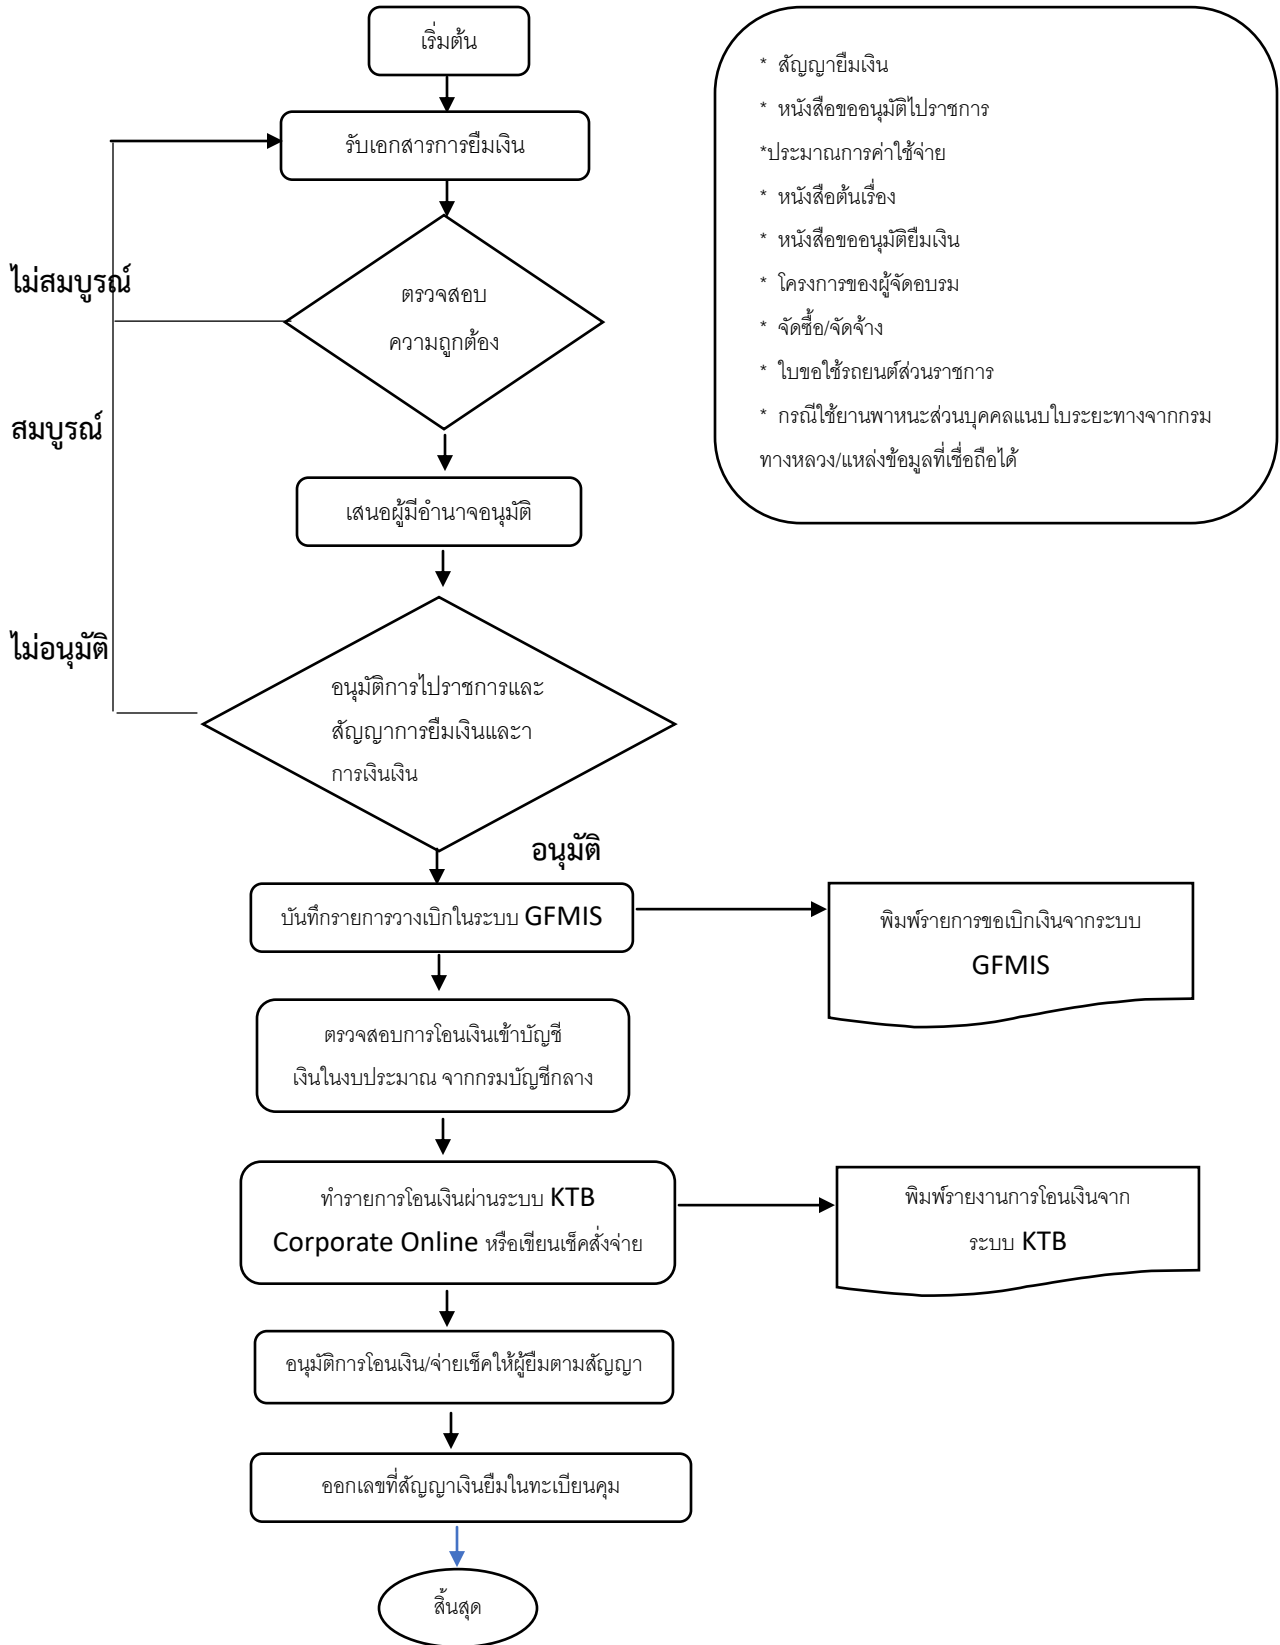 เริ่มต้น
รับเอกสารการยืมเงิน
ไม่สมบูรณ์
ตรวจสอบ
ความถูกต้อง
สมบูรณ์
เสนอผู้มีอำนาจอนุมัติ
ไม่อนุมัติ
อนุมัติการไปราชการและ
สัญญาการยืมเงินและา
การเงินเงิน
อนุมัติ
บันทึกรายการวางเบิกในระบบ GFMIS
พิมพ์รายการขอเบิกเงินจากระบบ
GFMIS
ตรวจสอบการโอนเงินเข้าบัญชี
เงินในงบประมาณ จากกรมบัญชีกลาง
ทำรายการโอนเงินผ่านระบบ KTB
Corporate Online หรือเขียนเช็คสั่งจ่าย
พิมพ์รายงานการโอนเงินจาก
ระบบ KTB
อนุมัติการโอนเงิน/จ่ายเช็คให้ผู้ยืมตามสัญญา
ออกเลขที่สัญญาเงินยืมในทะเบียนคุม
สิ้นสุด
* สัญญายืมเงิน
* หนังสือขออนุมัติไปราชการ
*ประมาณการค่าใช้จ่าย
* หนังสือต้นเรื่อง
* หนังสือขออนุมัติยืมเงิน
* โครงการของผู้จัดอบรม
* จัดซื้อ/จัดจ้าง
* ใบขอใช้รถยนต์ส่วนราชการ
* กรณีใช้ยานพาหนะส่วนบุคคลแนบใบระยะทางจากกรม
ทางหลวง/แหล่งข้อมูลที่เชื่อถือได้